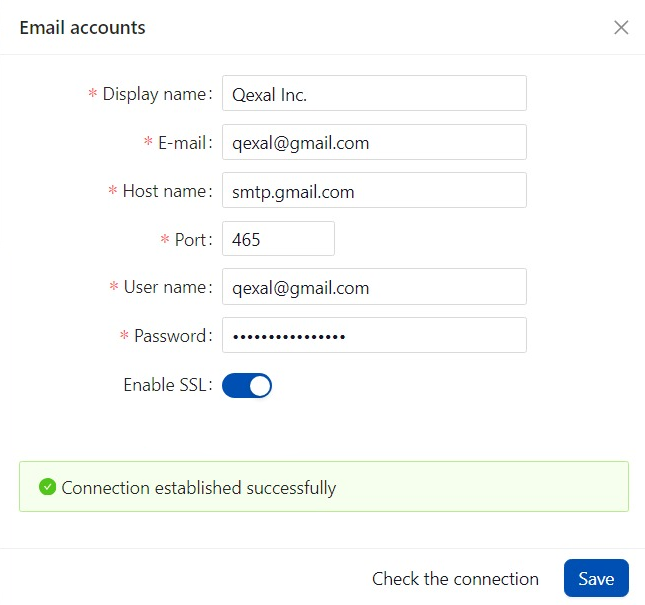 Email accounts
* Display name: Qexal Inc.
* E-mail: qexal@gmail.com
* Host name: smtp.gmail.com
* Port: 465
* User name: qexal@gmail.com
* Password: ••••••••••••••••
Enable SSL:
Connection established successfully
Check the connection Save